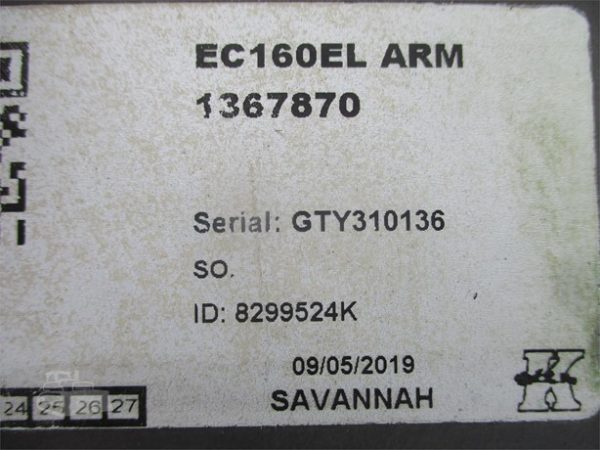 EC160EL ARM
1367870
Serial: GTY310136
SO.
ID: 8299524K
09/05/2019
SAVANNAH
24 25 26 27
K